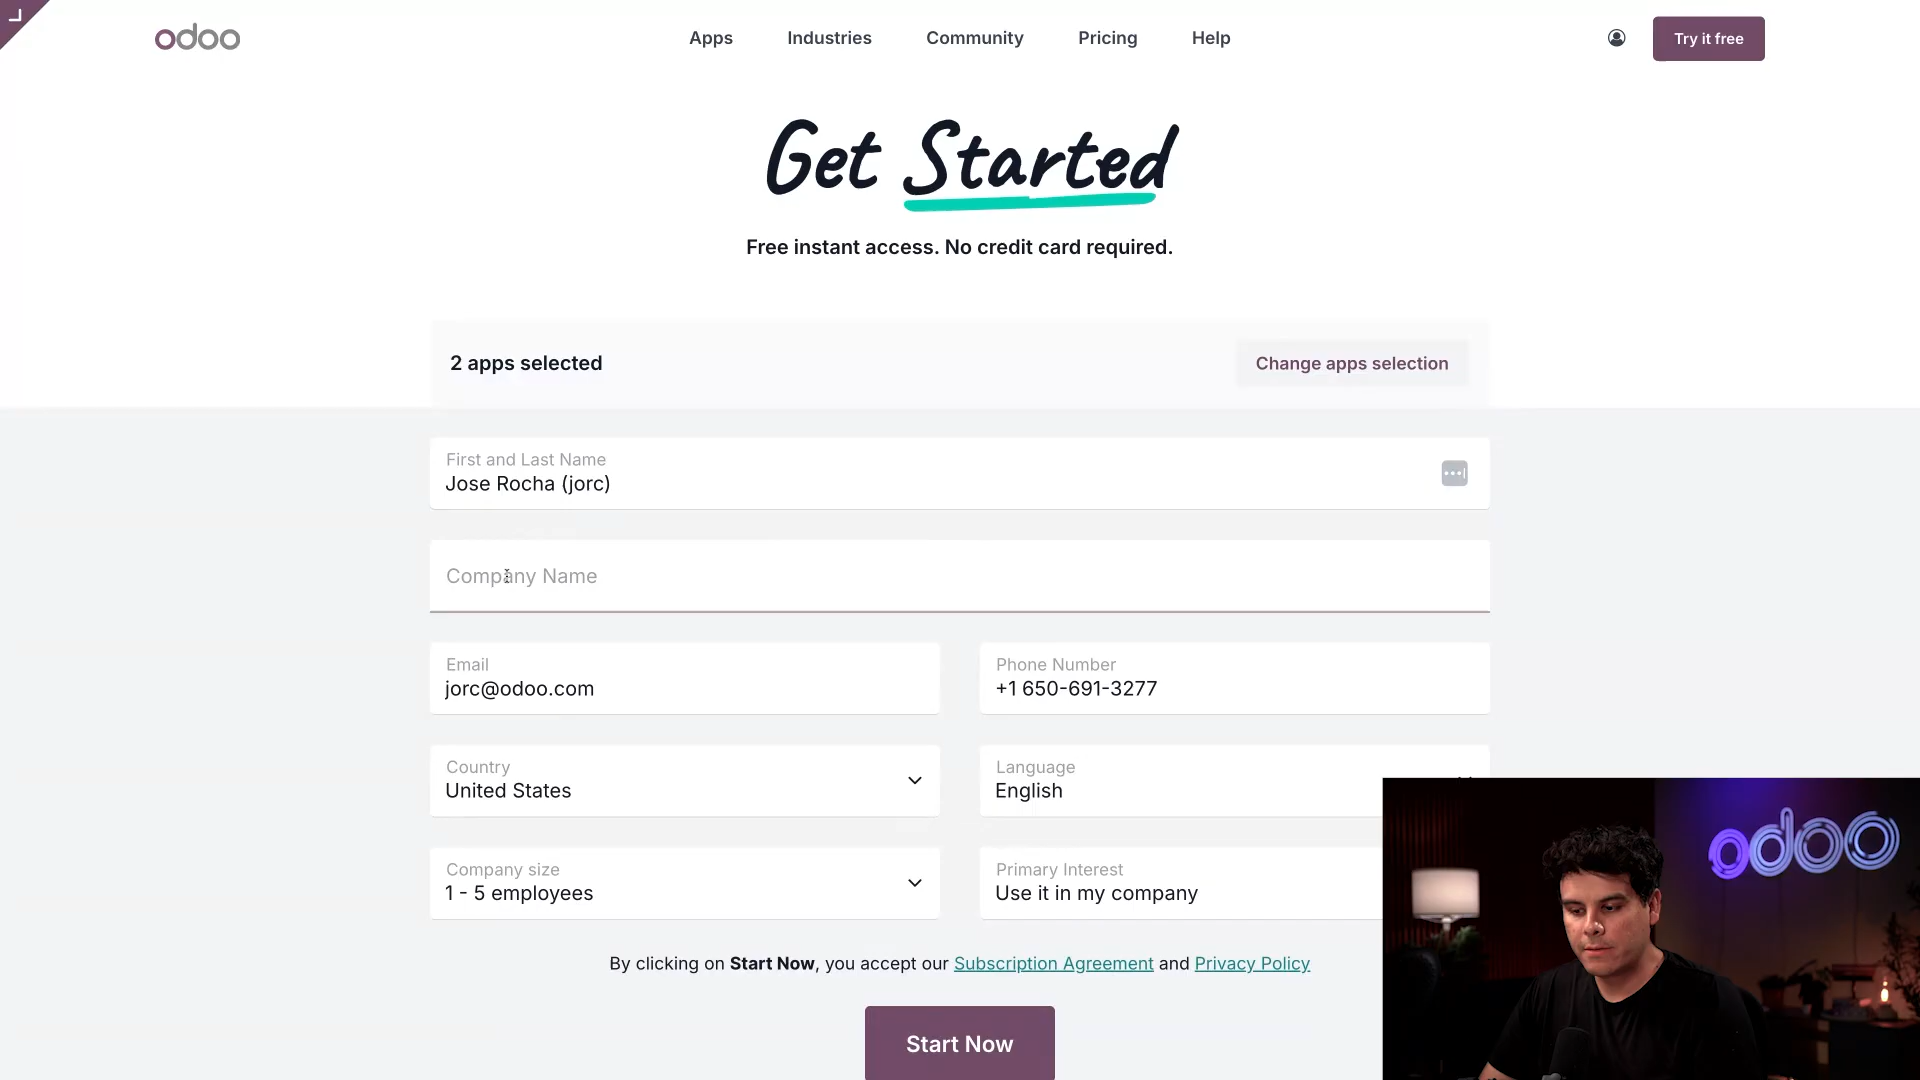 odoo
Apps
Industries
Community
Pricing
Help
Try it free
Get Started
Free instant access. No credit card required.
2 apps selected
Change apps selection
First and Last Name
Jose Rocha (jorc)
Company Name
Email
jorc@odoo.com
Phone Number
+1 650-691-3277
Country
United States
Language
English
Company size
1 - 5 employees
Primary Interest
Use it in my company
By clicking on Start Now, you accept our Subscription Agreement and Privacy Policy
Start Now
odoo